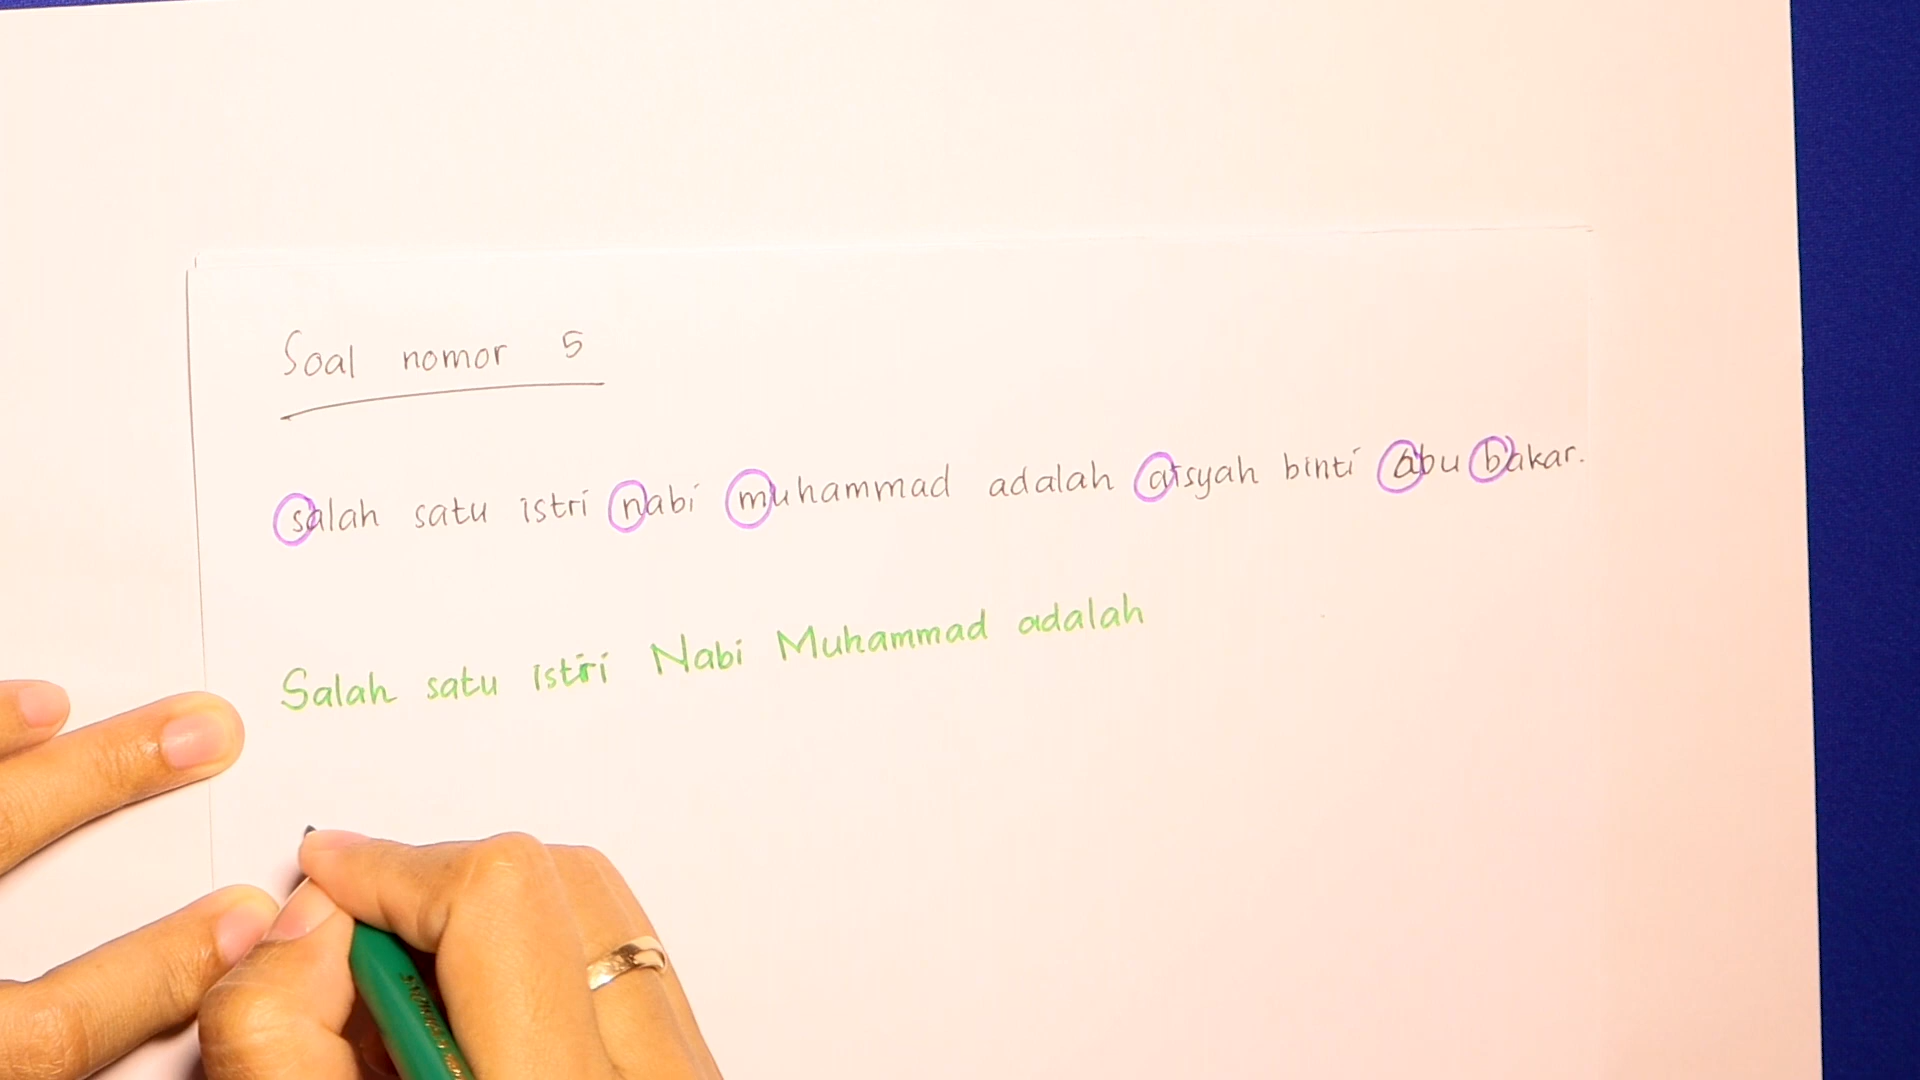 Soal nomor 5
salah satu istri nabi muhammad adalah aisyah binti abu bakar.
Salah satu istri Nabi Muhammad adalah